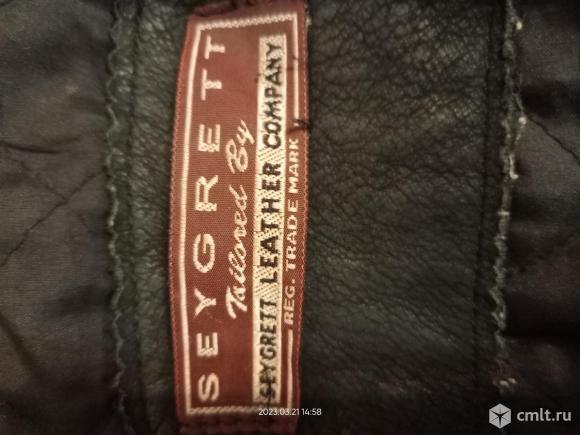 SEYGRETT
Tailored By
SEYGRETT LEATHER COMPANY
REG. TRADE MARK
2023.03.21 14:58
cmlt.ru